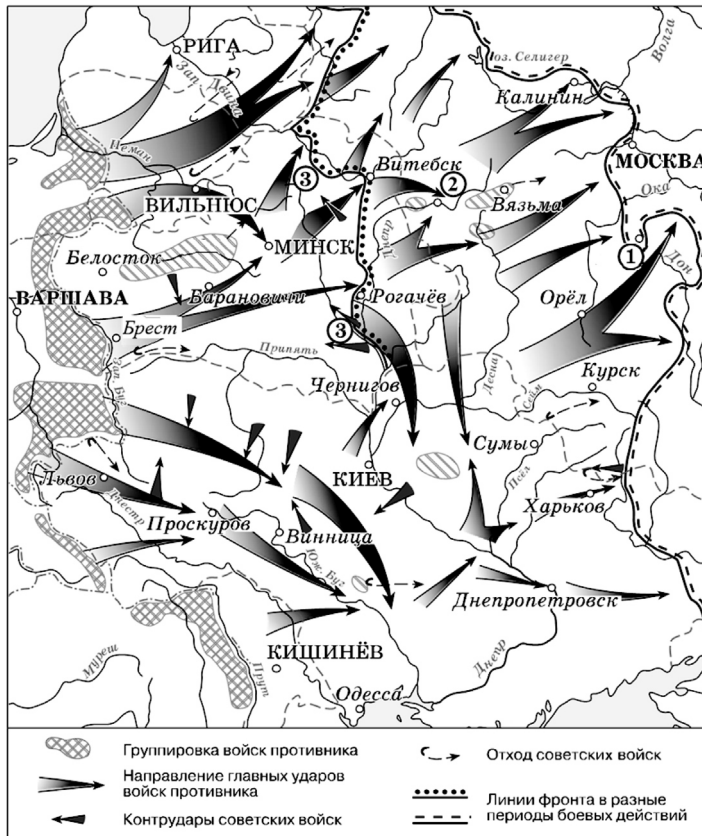 РИГА
Зап. Двина
оз. Селигер
Волга
Калинин
Неман
МОСКВА
Витебск
3
2
Ока
Вязьма
ВИЛЬНЮС
Днепр
МИНСК
1
Дон
Белосток
Барановичи
ВАРШАВА
Рогачёв
Орёл
Брест
3
Припять
Десна
Зап. Буг
Чернигов
Сейм
Курск
Сумы
Львов
КИЕВ
Псёл
Днестр
Харьков
Проскуров
Винница
Юж. Буг
Днепропетровск
КИШИНЁВ
Муреш
Прут
Днепр
Одесса
Группировка войск противника
Направление главных ударов
войск противника
Контрудары советских войск
Отход советских войск
Линии фронта в разные
периоды боевых действий